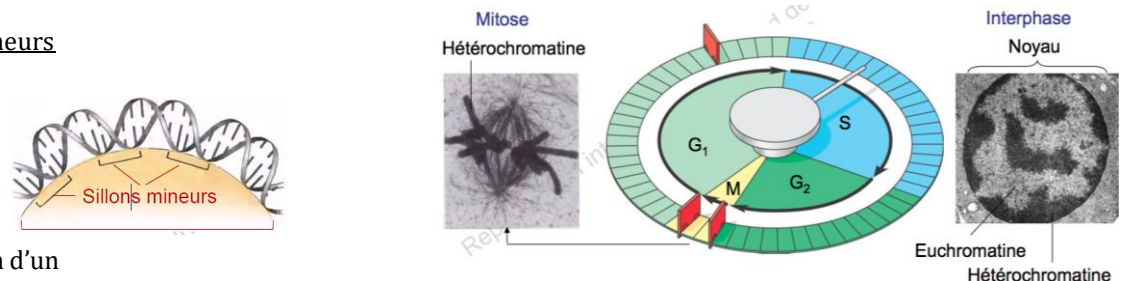 neurs
Sillons mineurs
n d’un
Mitose
Hétérochromatine
Interphase
Noyau
G1
S
M
G2
Euchromatine
Hétérochromatine